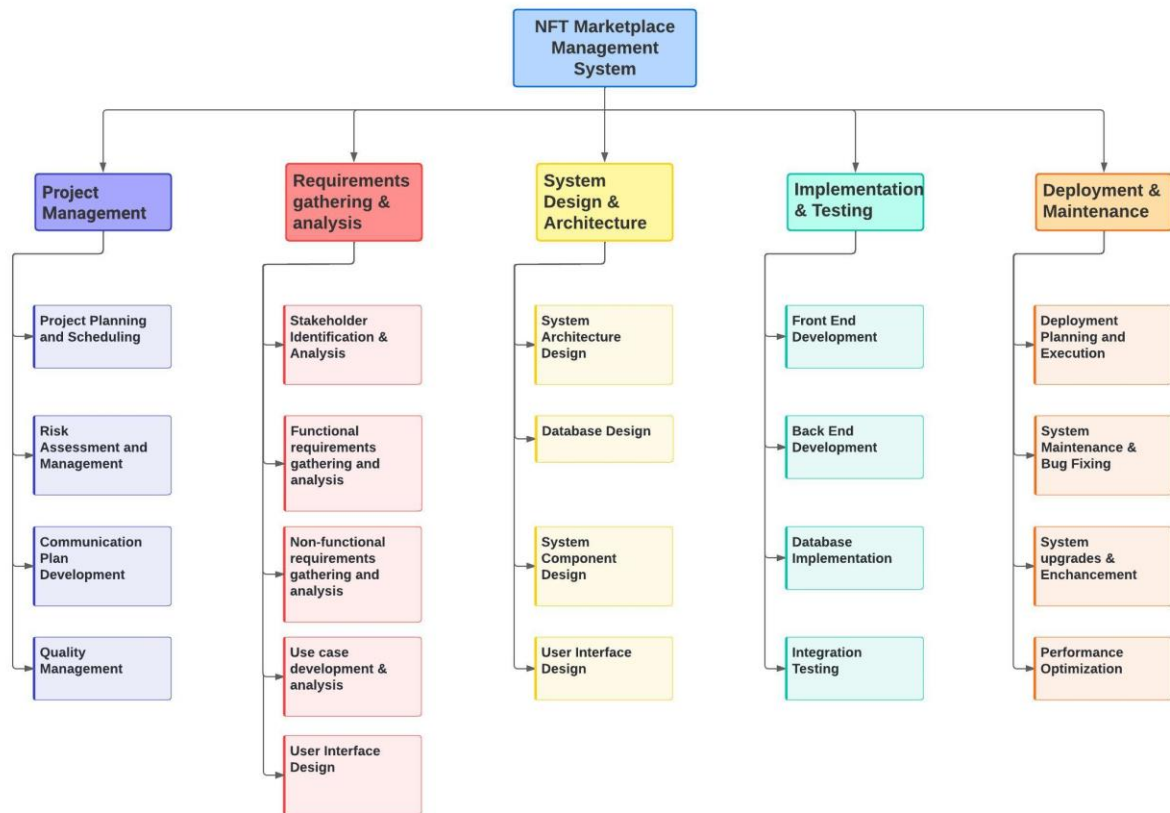 NFT Marketplace
Management
System
Project
Management
Requirements
gathering &
analysis
System
Design &
Architecture
Implementation
& Testing
Deployment &
Maintenance
Project Planning
and Scheduling
Risk
Assessment and
Management
Communication
Plan
Development
Quality
Management
Stakeholder
Identification &
Analysis
Functional
requirements
gathering and
analysis
Non-functional
requirements
gathering and
analysis
Use case
development &
analysis
User Interface
Design
System
Architecture
Design
Database Design
System
Component
Design
User Interface
Design
Front End
Development
Back End
Development
Database
Implementation
Integration
Testing
Deployment
Planning and
Execution
System
Maintenance &
Bug Fixing
System
upgrades &
Enchancement
Performance
Optimization